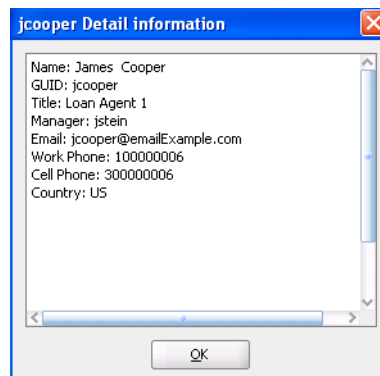 jcooper Detail information
Name: James  Cooper
GUID: jcooper
Title: Loan Agent 1
Manager: jstein
Email: jcooper@emailExample.com
Work Phone: 100000006
Cell Phone: 300000006
Country: US
OK